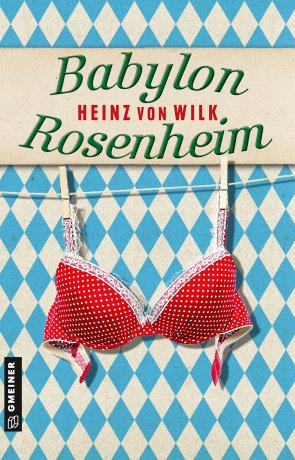 Babylon
HEINZ VON WILK
Rosenheim
GMEINER